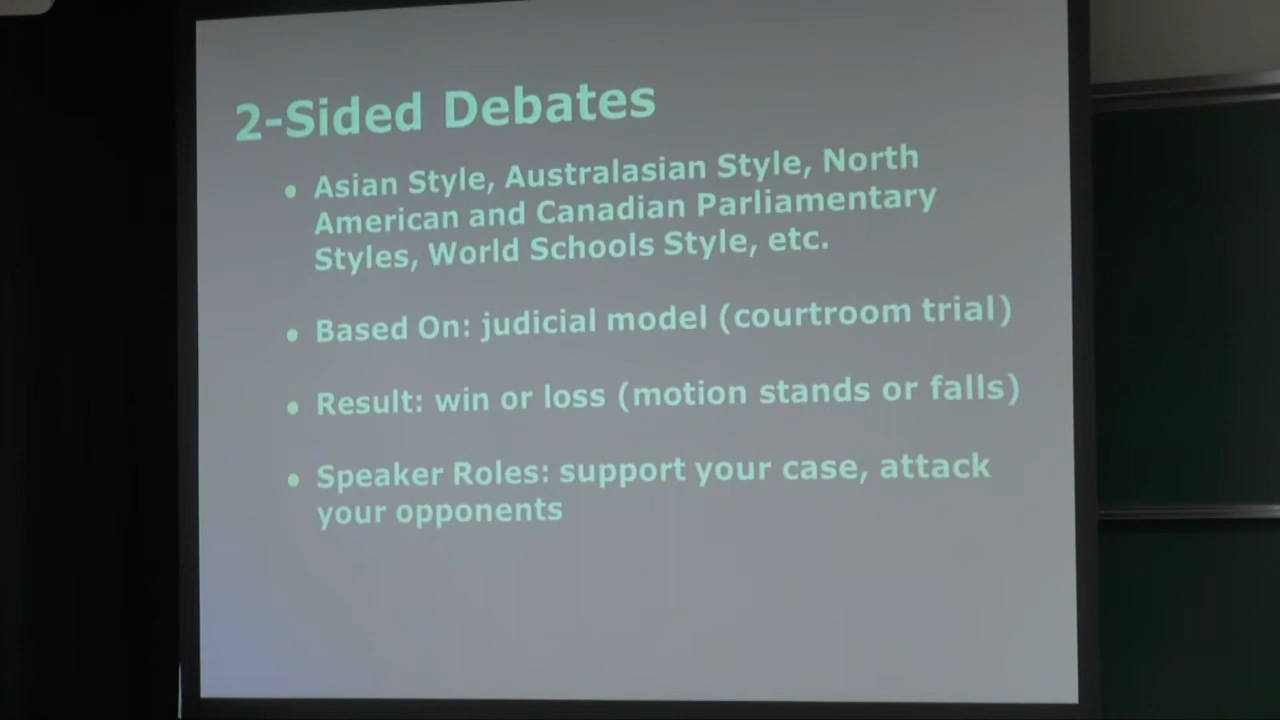 2-Sided Debates
• Asian Style, Australasian Style, North
American and Canadian Parliamentary
Styles, World Schools Style, etc.
• Based On: judicial model (courtroom trial)
• Result: win or loss (motion stands or falls)
• Speaker Roles: support your case, attack
your opponents